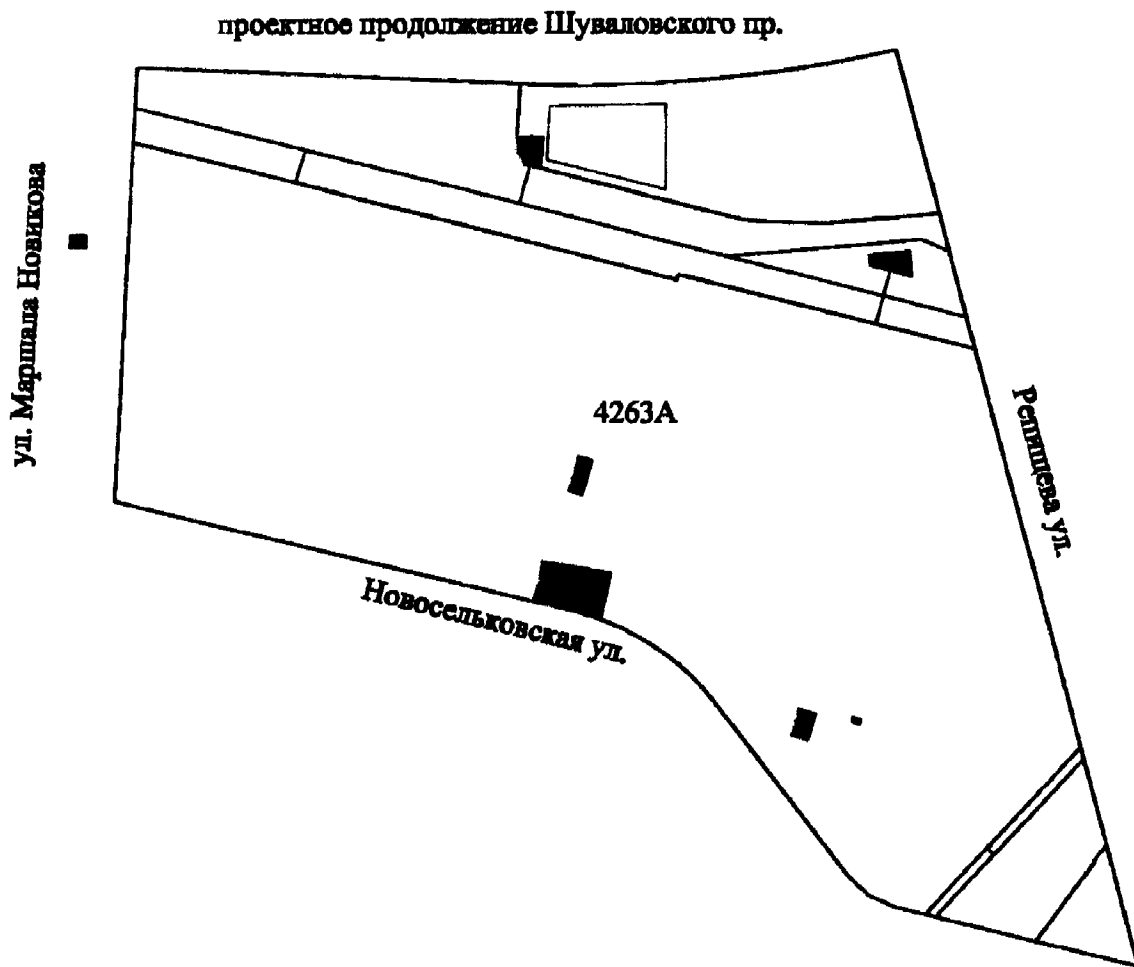 проектное продолжение Шуваловского пр.
ул. Маршала Новикова
4263А
Репищева ул.
Новосельковская ул.